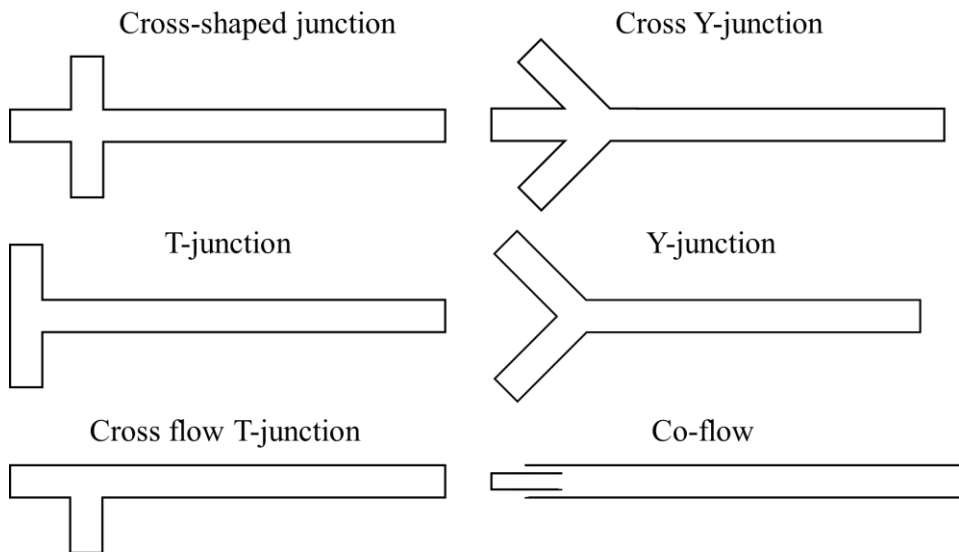 Cross-shaped junction
Cross Y-junction
T-junction
Y-junction
Cross flow T-junction
Co-flow